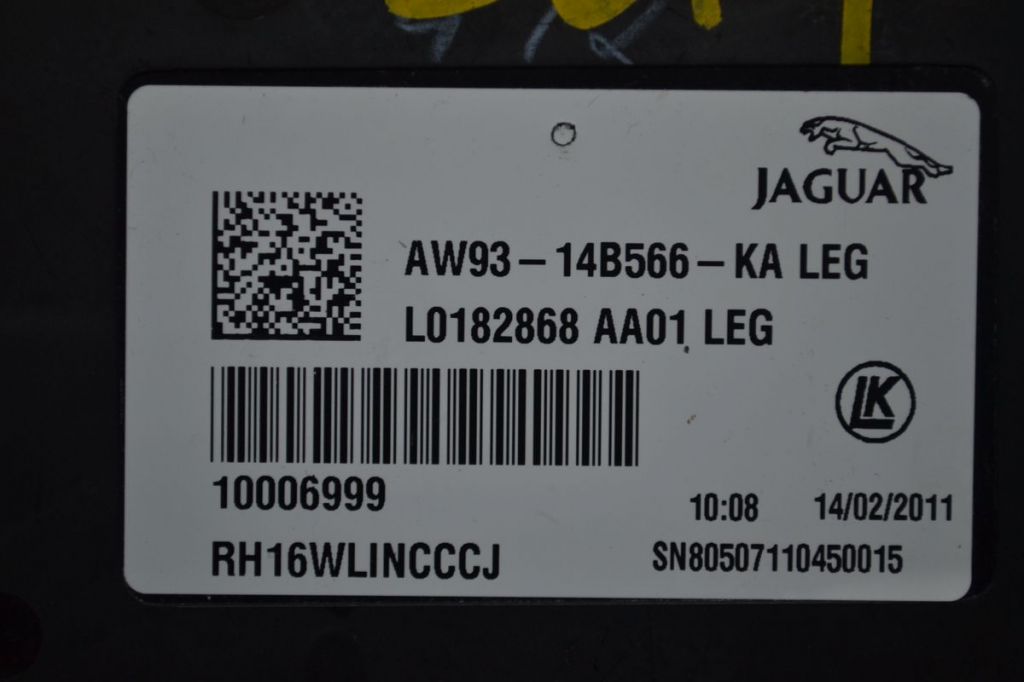 JAGUAR
AW93-14B566-KA LEG
L0182868 AA01 LEG
LK
10006999
10:08 14/02/2011
RH16WLINCCCJ
SN80507110450015